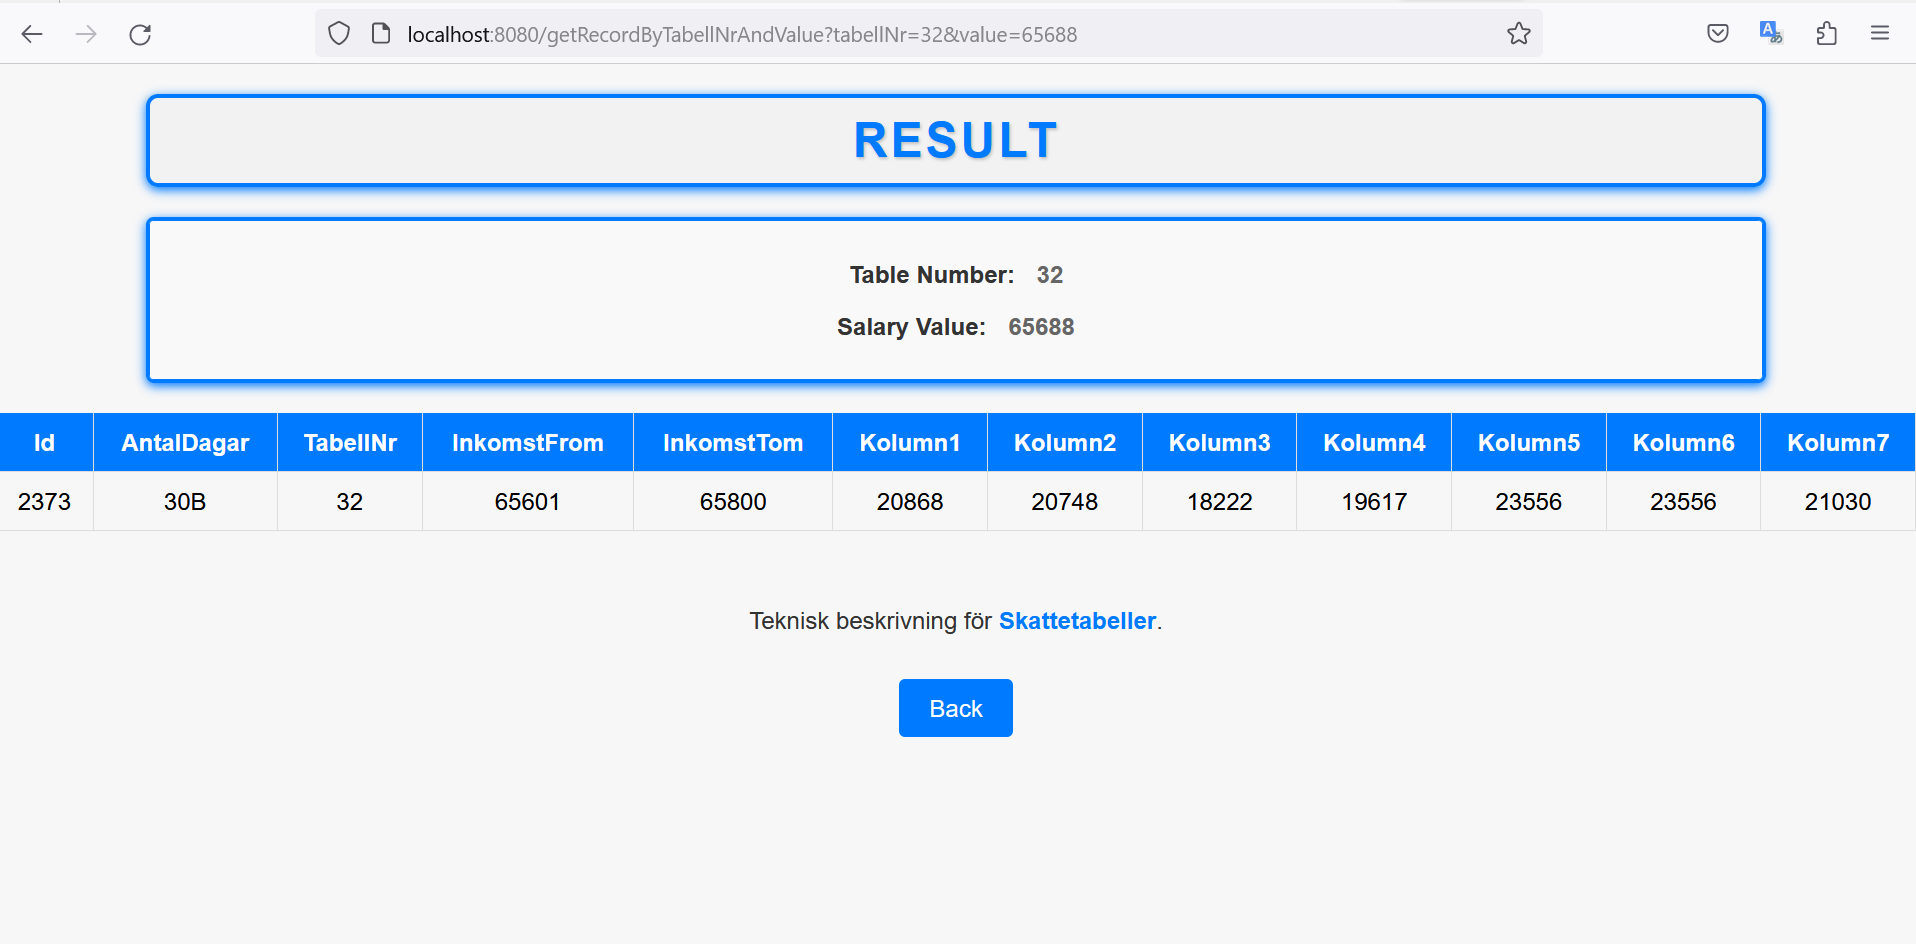 localhost:8080/getRecordByTabellNrAndValue?tabellNr=32&value=65688
RESULT
Table Number: 32
Salary Value: 65688
Id AntalDagar TabellNr InkomstFrom InkomstTom Kolumn1 Kolumn2 Kolumn3 Kolumn4 Kolumn5 Kolumn6 Kolumn7
2373 30B 32 65601 65800 20868 20748 18222 19617 23556 23556 21030
Teknisk beskrivning för Skattetabeller.
Back